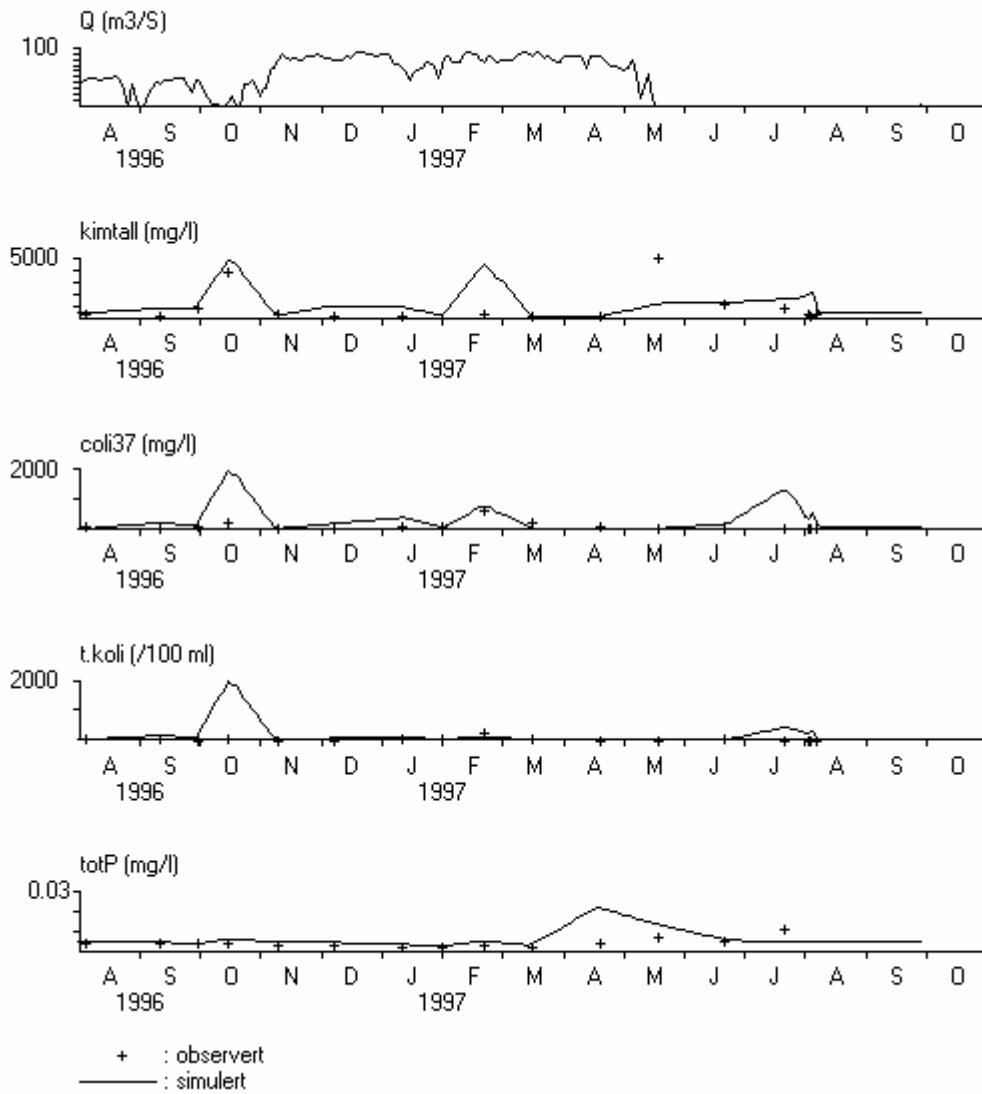 Q (m3/S)
100
A S O N D J F M A M J J A S O
1996 1997
kimtall (mg/l)
5000
A S O N D J F M A M J J A S O
1996 1997
coli37 (mg/l)
2000
A S O N D J F M A M J J A S O
1996 1997
t.koli (/100 ml)
2000
A S O N D J F M A M J J A S O
1996 1997
totP (mg/l)
0.03
A S O N D J F M A M J J A S O
1996 1997
+ : observert
: simulert